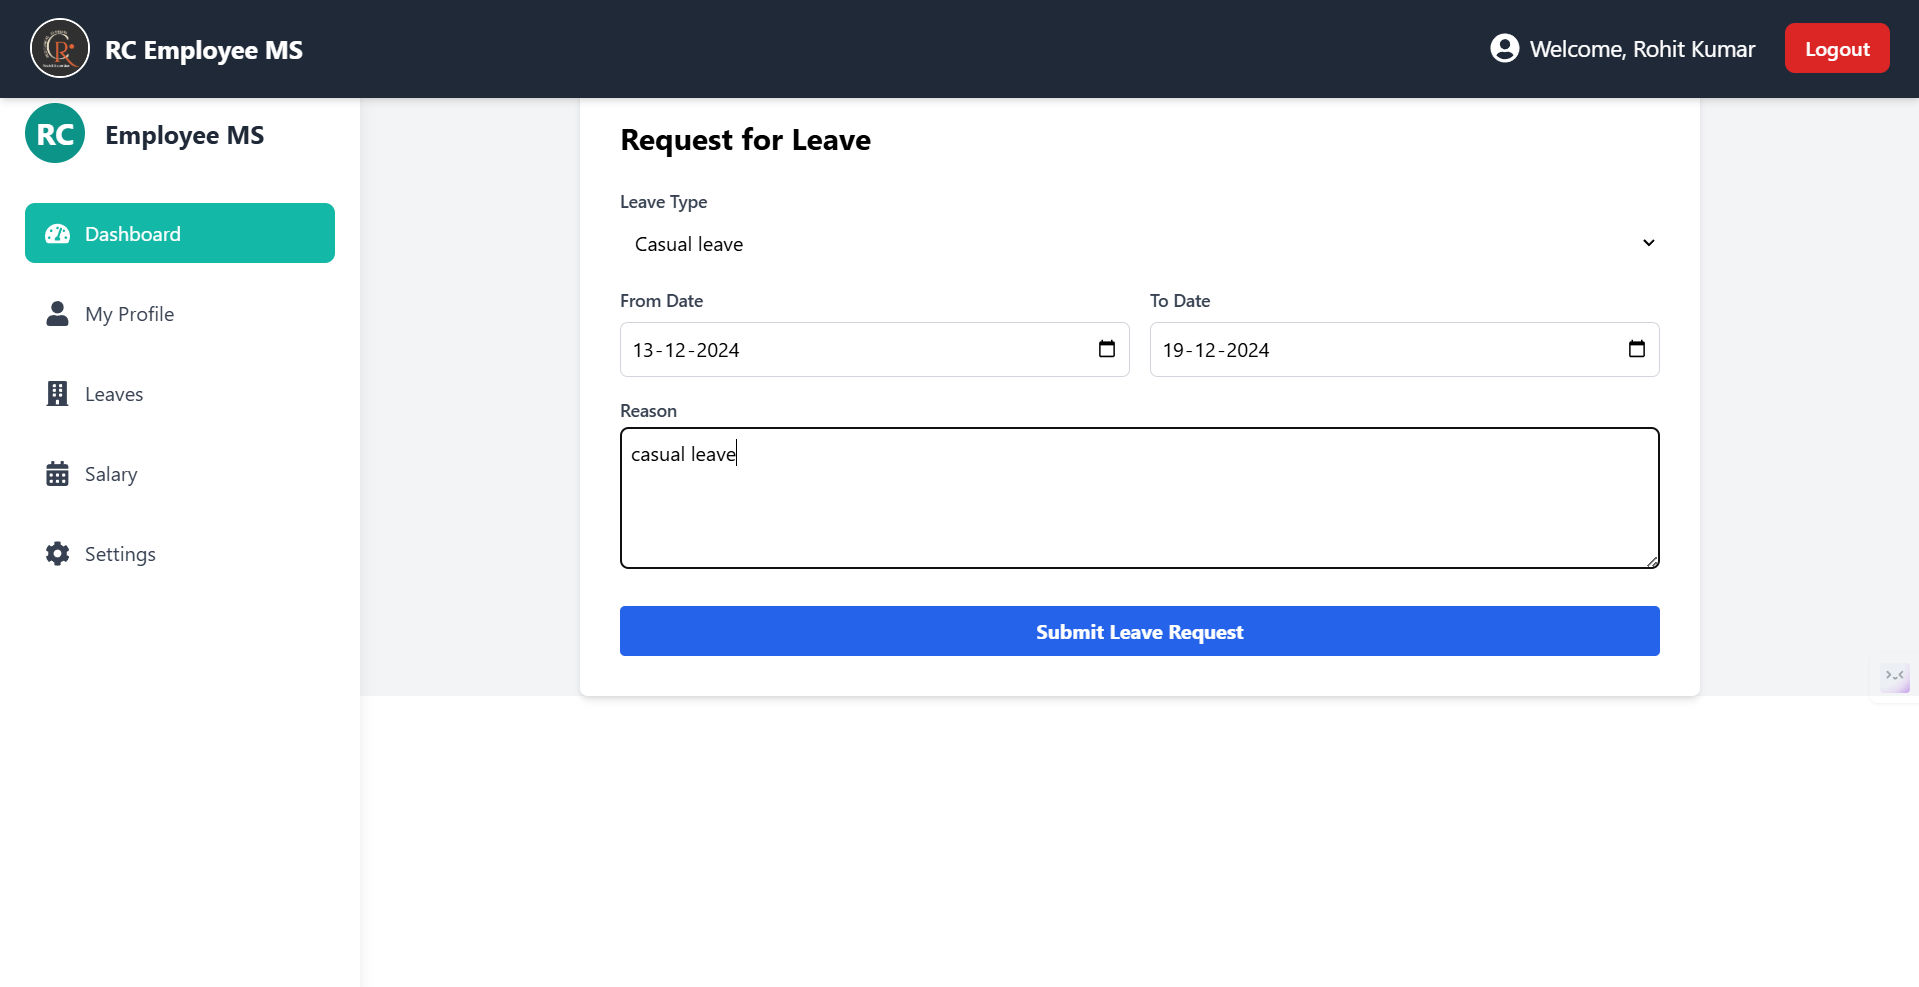 RC Employee MS
Welcome, Rohit Kumar
Logout
RC
Employee MS
Dashboard
My Profile
Leaves
Salary
Settings
Request for Leave
Leave Type
Casual leave
From Date
To Date
13-12-2024
19-12-2024
Reason
casual leave
Submit Leave Request